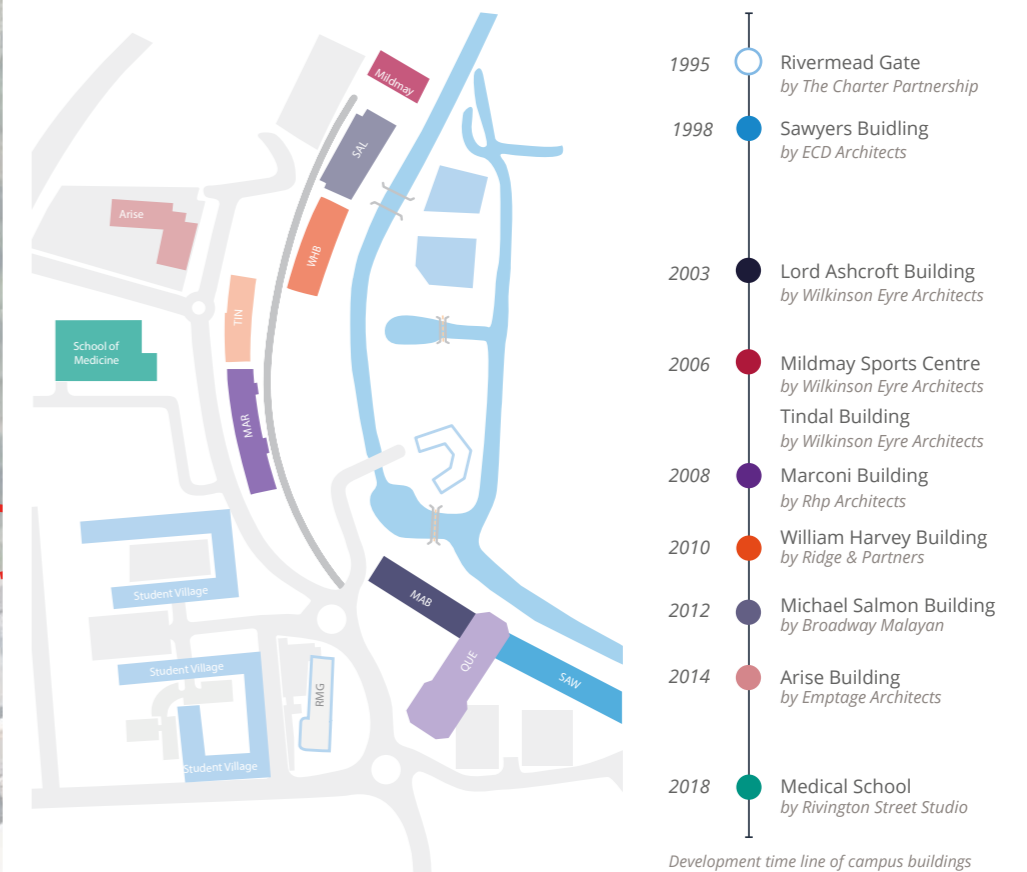 Mildmay
SAL
Arise
WHB
TIN
School of
Medicine
MAR
Student Village
MAB
Student Village
QUE
RMG
SAW
Student Village
1995
Rivermead Gate
by The Charter Partnership
1998
Sawyers Buidling
by ECD Architects
2003
Lord Ashcroft Building
by Wilkinson Eyre Architects
2006
Mildmay Sports Centre
by Wilkinson Eyre Architects
Tindal Building
by Wilkinson Eyre Architects
2008
Marconi Building
by Rhp Architects
2010
William Harvey Building
by Ridge & Partners
2012
Michael Salmon Building
by Broadway Malayan
2014
Arise Building
by Emptage Architects
2018
Medical School
by Rivington Street Studio
Development time line of campus buildings